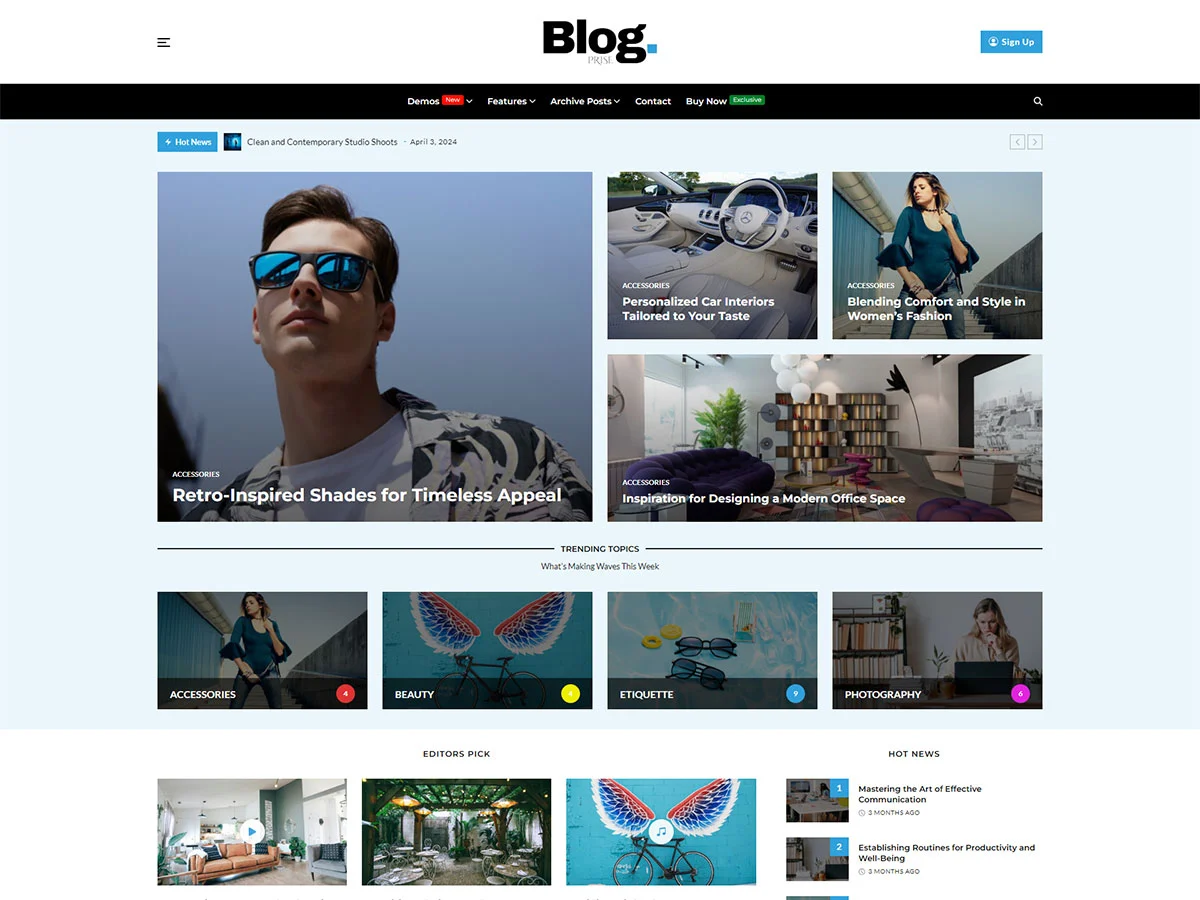 Blog.
PRISE
Sign Up
Demos New
Features
Archive Posts
Contact
Buy Now Exclusive
Hot News
Clean and Contemporary Studio Shoots - April 3, 2024
ACCESSORIES
Retro-Inspired Shades for Timeless Appeal
ACCESSORIES
Personalized Car Interiors
Tailored to Your Taste
ACCESSORIES
Blending Comfort and Style in
Women's Fashion
ACCESSORIES
Inspiration for Designing a Modern Office Space
TRENDING TOPICS
What's Making Waves This Week
ACCESSORIES 4
BEAUTY 4
ETIQUETTE 9
PHOTOGRAPHY 6
EDITORS PICK
HOT NEWS
1
Mastering the Art of Effective
Communication
3 MONTHS AGO
2
Establishing Routines for Productivity and
Well-Being
3 MONTHS AGO